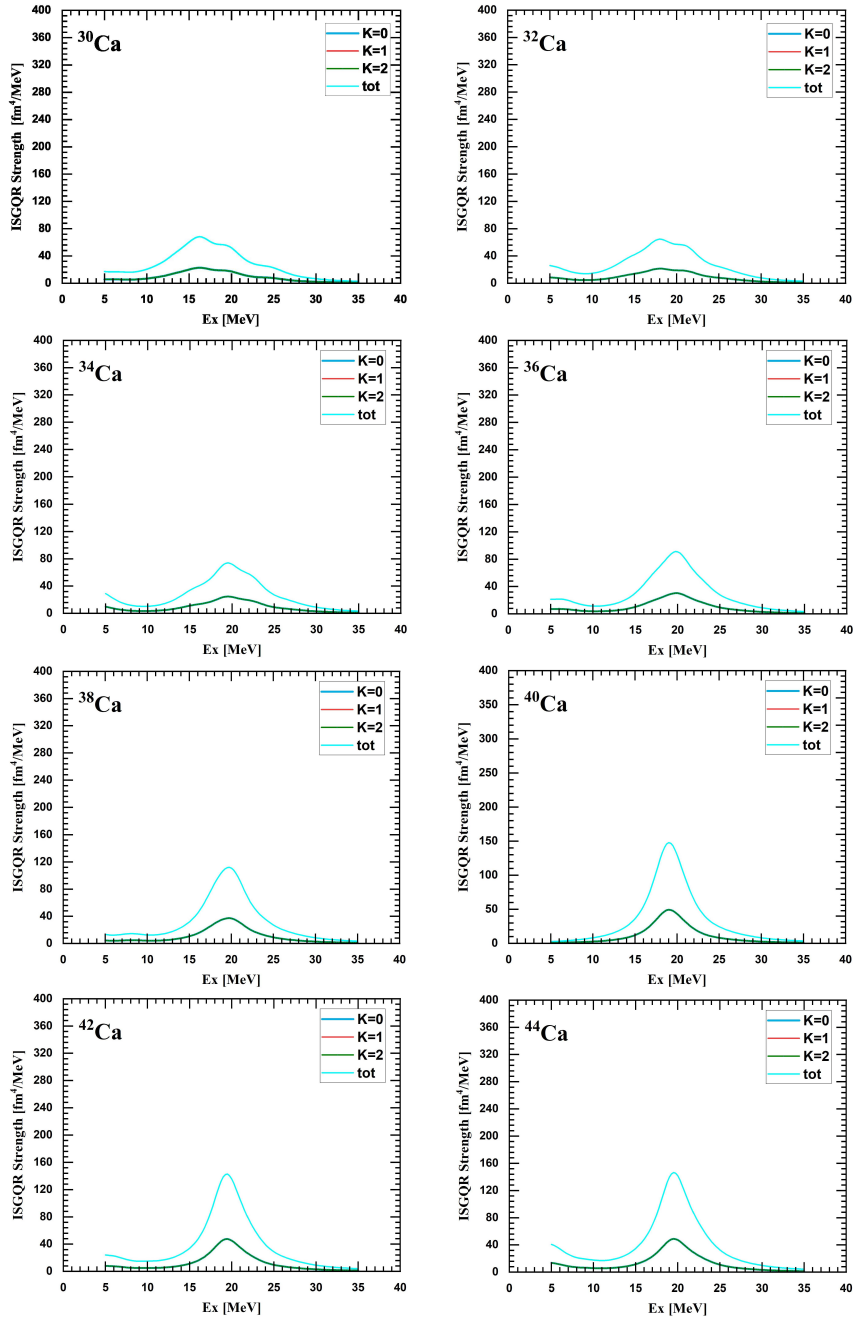 ³⁰Ca
K=0
K=1
K=2
tot
ISGQR Strength [fm⁴/MeV]
400
360
320
280
240
200
160
120
80
40
0
0 5 10 15 20 25 30 35 40
Ex [MeV]
³²Ca
K=0
K=1
K=2
tot
ISGQR Strength [fm⁴/MeV]
400
360
320
280
240
200
160
120
80
40
0
0 5 10 15 20 25 30 35 40
Ex [MeV]
³⁴Ca
K=0
K=1
K=2
tot
ISGQR Strength [fm⁴/MeV]
400
360
320
280
240
200
160
120
80
40
0
0 5 10 15 20 25 30 35 40
Ex [MeV]
³⁶Ca
K=0
K=1
K=2
tot
ISGQR Strength [fm⁴/MeV]
400
360
320
280
240
200
160
120
80
40
0
0 5 10 15 20 25 30 35 40
Ex [MeV]
³⁸Ca
K=0
K=1
K=2
tot
ISGQR Strength [fm⁴/MeV]
400
360
320
280
240
200
160
120
80
40
0
0 5 10 15 20 25 30 35 40
Ex [MeV]
⁴⁰Ca
K=0
K=1
K=2
tot
ISGQR Strength [fm⁴/MeV]
400
350
300
250
200
150
100
50
0
0 5 10 15 20 25 30 35 40
Ex [MeV]
⁴²Ca
K=0
K=1
K=2
tot
ISGQR Strength [fm⁴/MeV]
400
360
320
280
240
200
160
120
80
40
0
0 5 10 15 20 25 30 35 40
Ex [MeV]
⁴⁴Ca
K=0
K=1
K=2
tot
ISGQR Strength [fm⁴/MeV]
400
360
320
280
240
200
160
120
80
40
0
0 5 10 15 20 25 30 35 40
Ex [MeV]